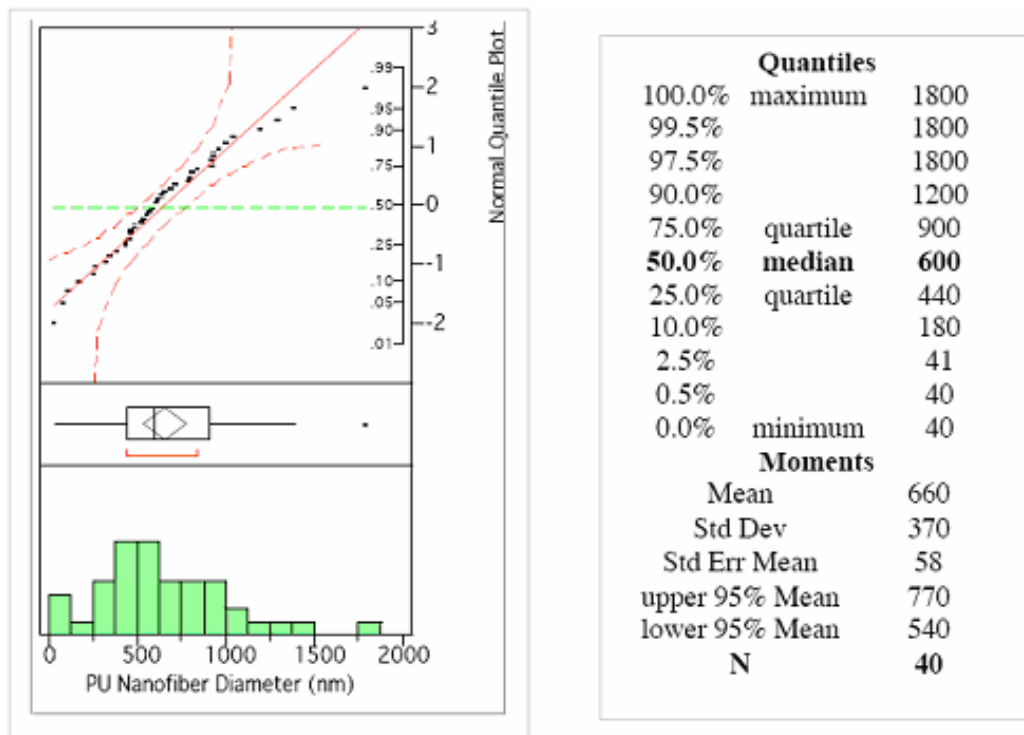 3
.99
2
.95
.90
1
.75
.50
0
.25
-1
.10
.05
-2
.01
Normal Quantile Plot
0 500 1000 1500 2000
PU Nanofiber Diameter (nm)
Quantiles
100.0% maximum 1800
99.5% 1800
97.5% 1800
90.0% 1200
75.0% quartile 900
50.0% median 600
25.0% quartile 440
10.0% 180
2.5% 41
0.5% 40
0.0% minimum 40
Moments
Mean 660
Std Dev 370
Std Err Mean 58
upper 95% Mean 770
lower 95% Mean 540
N 40